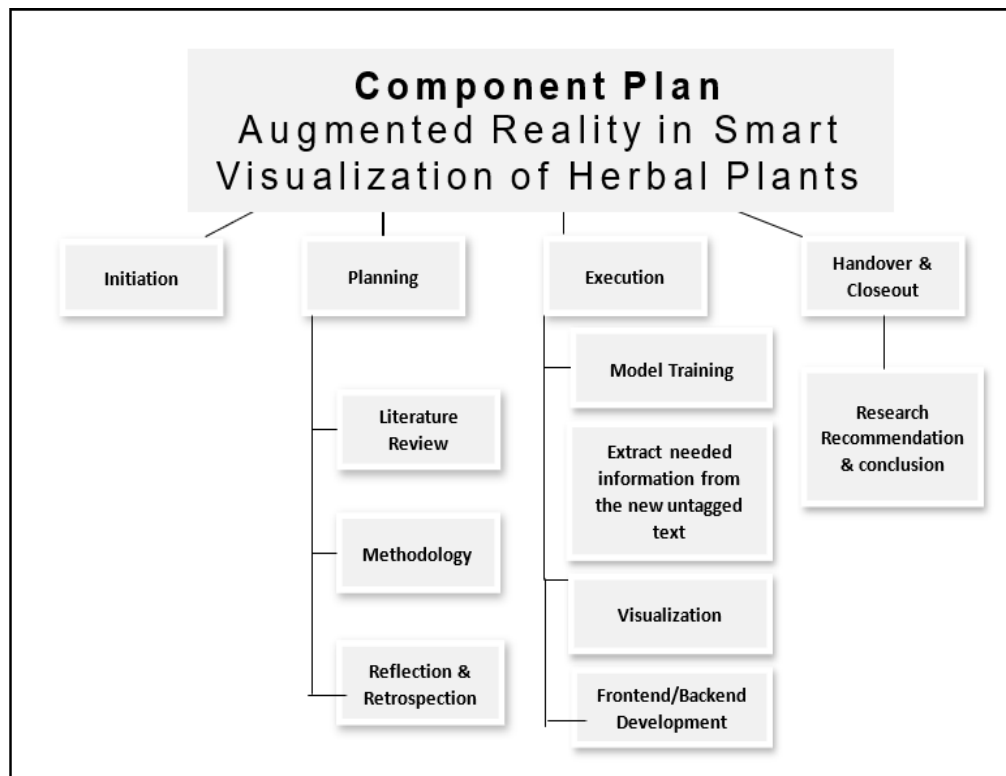 Component Plan
Augmented Reality in Smart
Visualization of Herbal Plants
Initiation
Planning
Execution
Handover &
Closeout
Literature
Review
Methodology
Reflection &
Retrospection
Model Training
Extract needed
information from
the new untagged
text
Visualization
Frontend/Backend
Development
Research
Recommendation
& conclusion